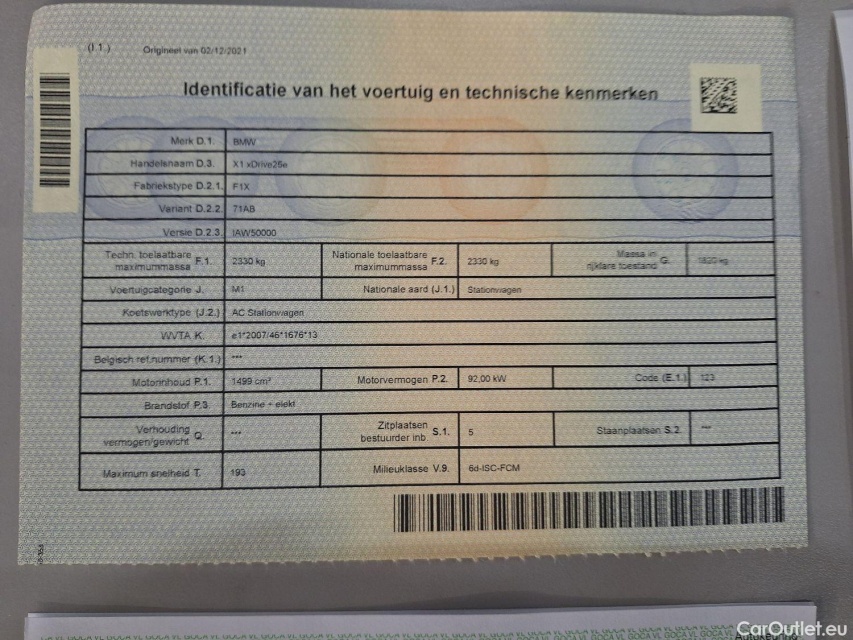 (I.1.) Origineel van 02/12/2021
Identificatie van het voertuig en technische kenmerken
Merk D.1. BMW
Handelsnaam D.3. X1 xDrive25e
Fabriekstype D.2.1. F1X
Variant D.2.2. 71AB
Versie D.2.3. IAW50000
Techn. toelaatbare maximummassa F.1. 2330 kg Nationale toelaatbare maximummassa F.2. 2330 kg Massa in rijklare toestand G. 1820 kg
Voertuigcategorie J. M1 Nationale aard (J.1.) Stationwagen
Koetswerktype (J.2.) AC Stationwagen
WVTA K. e1*2007/46*1676*13
Belgisch ref.nummer (K.1.) ***
Motorinhoud P.1. 1499 cm³ Motorvermogen P.2. 92,00 kW Code (E.1.) 123
Brandstof P.3 Benzine + elekt
Verhouding vermogen/gewicht Q. *** Zitplaatsen bestuurder inb. S.1. 5 Staanplaatsen S.2. ***
Maximum snelheid T. 193 Milieuklasse V.9. 6d-ISC-FCM
CarOutlet.eu